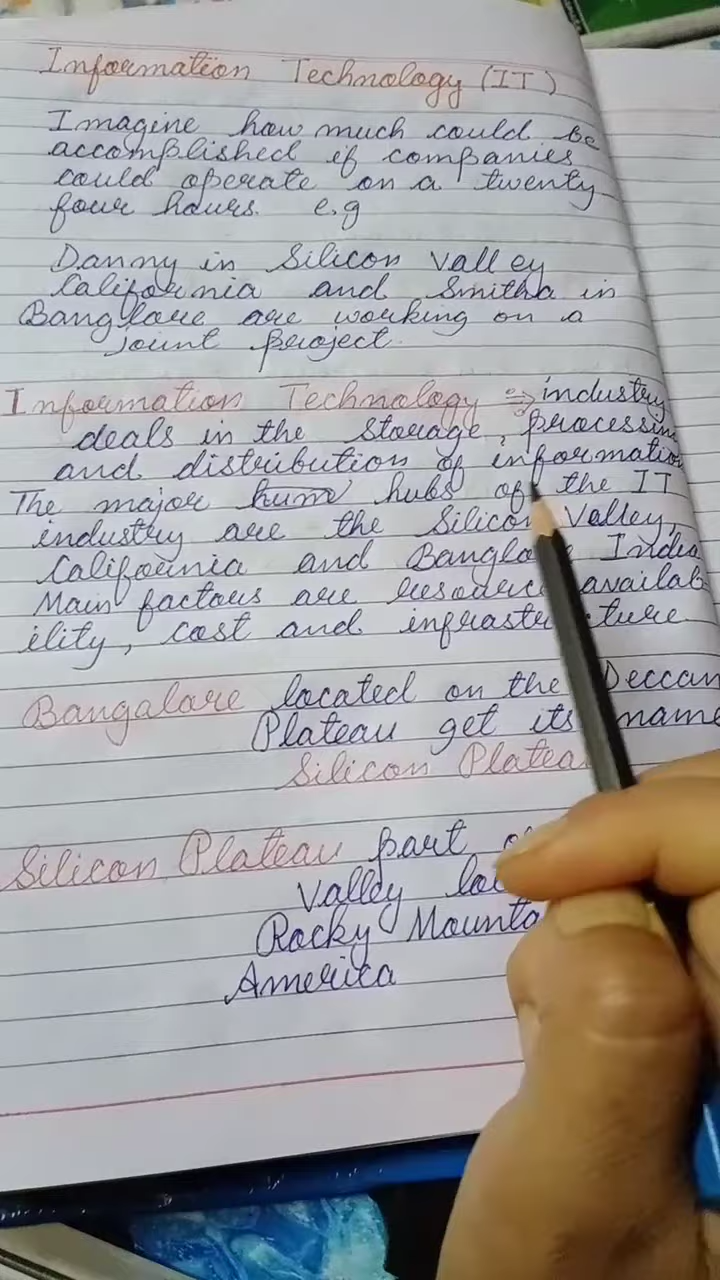 Information Technology (IT)
Imagine how much could be
accomplished if companies
could operate on a twenty
four hours. e.g
Danny in Silicon Valley
California and Smitha in
Banglore are working on a
joint project.
Information Technology ⇒ industry
deals in the storage, processing
and distribution of information
The major hubs of the IT
industry are the Silicon Valley,
California and India
Main factors are availab
ility, cost and infrastructure
Bangalore located on the Deccan
Plateau get its name
Silicon
Silicon Plateau part
Valley
Rocky
America